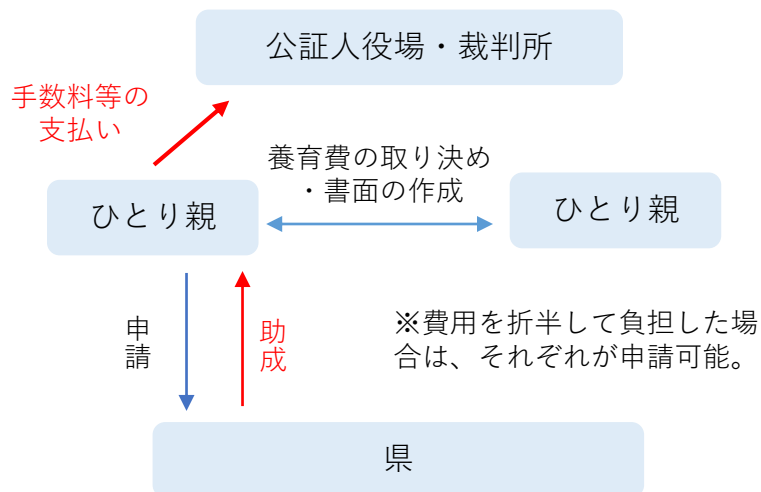 公証人役場・裁判所
手数料等の
支払い
養育費の取り決め
・書面の作成
ひとり親
ひとり親
申請
助成
※費用を折半して負担した場
合は、それぞれが申請可能。
県